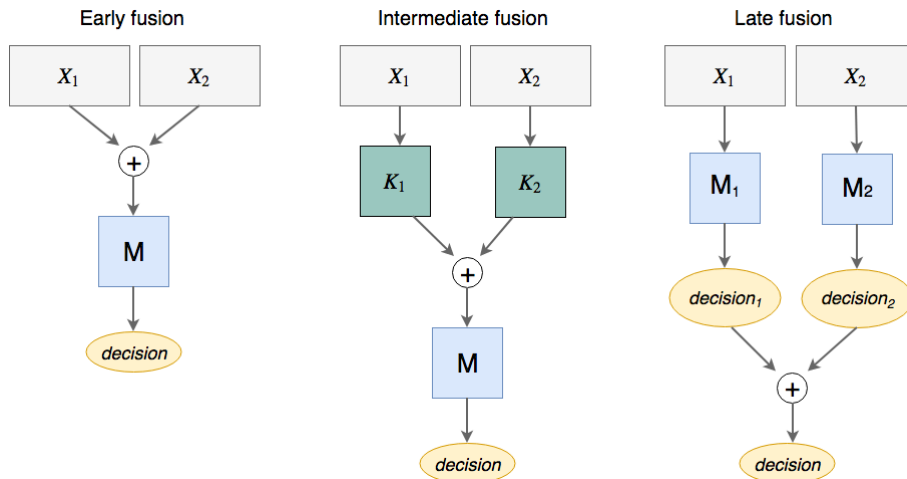 Early fusion
X₁ X₂
+
M
decision
Intermediate fusion
X₁ X₂
K₁ K₂
+
M
decision
Late fusion
X₁ X₂
M₁ M₂
decision₁ decision₂
+
decision